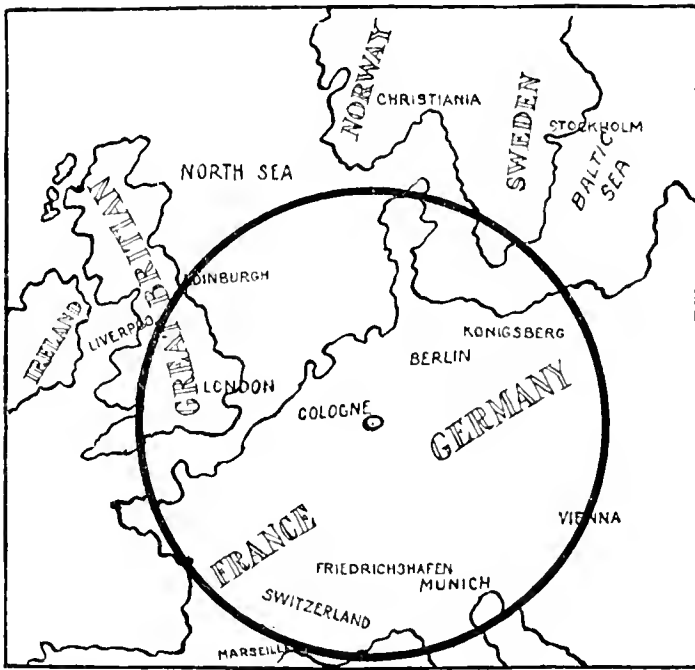 NORWAY
CHRISTIANIA
SWEDEN
STOCKHOLM
BALTIC
SEA
NORTH SEA
GREAT BRITIAN
EDINBURGH
IRELAND
LIVERPOOL
KONIGSBERG
BERLIN
LONDON
COLOGNE
GERMANY
VIENNA
FRANCE
FRIEDRICHSHAFEN
MUNICH
SWITZERLAND
MARSEILLE